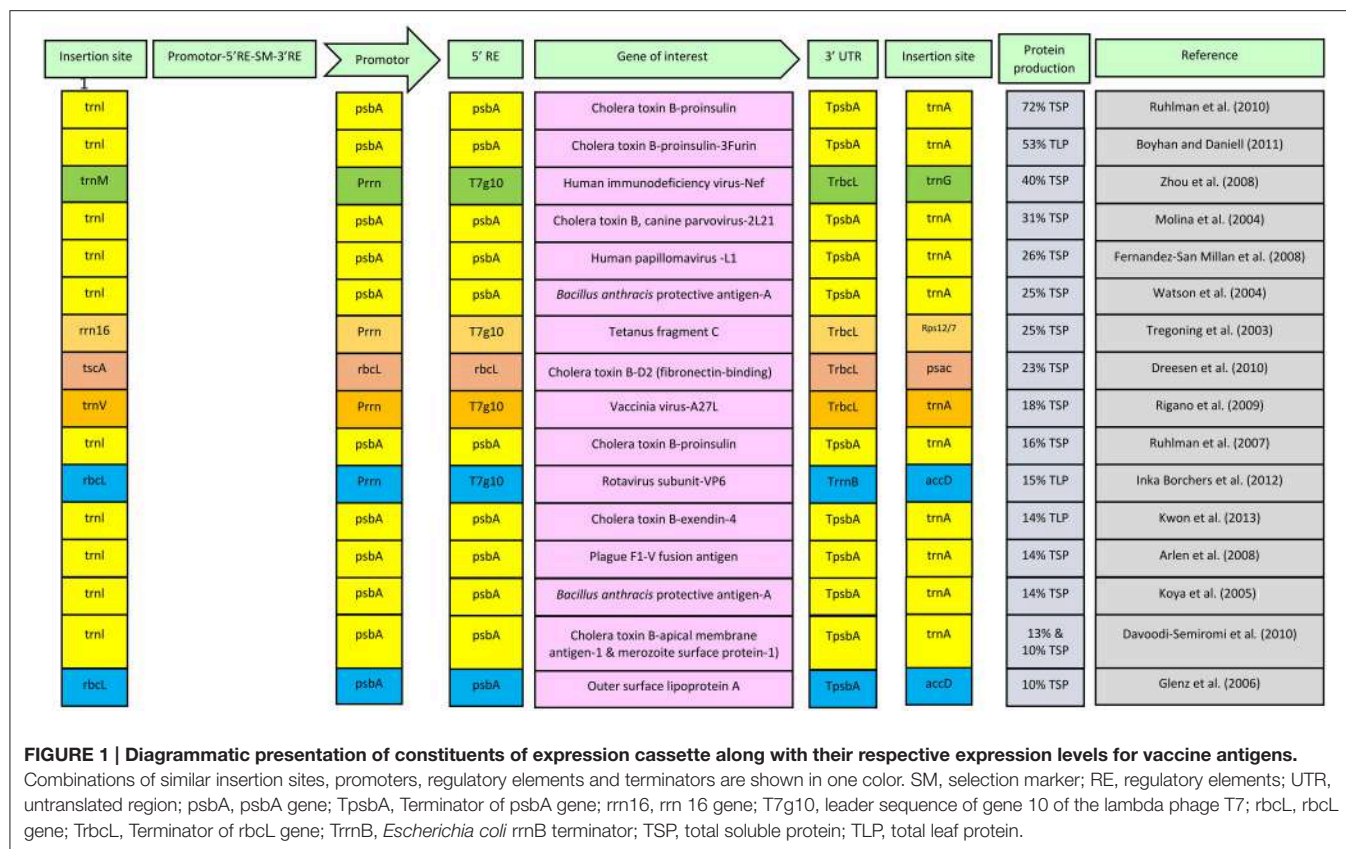 Insertion site Promotor-5'RE-SM-3'RE Promotor 5' RE Gene of interest 3' UTR Insertion site Protein production Reference
1
trnI psbA psbA Cholera toxin B-proinsulin TpsbA trnA 72% TSP Ruhlman et al. (2010)
trnI psbA psbA Cholera toxin B-proinsulin-3Furin TpsbA trnA 53% TLP Boyhan and Daniell (2011)
trnM Prrn T7g10 Human immunodeficiency virus-Nef TrbcL trnG 40% TSP Zhou et al. (2008)
trnI psbA psbA Cholera toxin B, canine parvovirus-2L21 TpsbA trnA 31% TSP Molina et al. (2004)
trnI psbA psbA Human papillomavirus -L1 TpsbA trnA 26% TSP Fernandez-San Millan et al. (2008)
trnI psbA psbA Bacillus anthracis protective antigen-A TpsbA trnA 25% TSP Watson et al. (2004)
rrn16 Prrn T7g10 Tetanus fragment C TrbcL Rps12/7 25% TSP Tregoning et al. (2003)
tscA rbcL rbcL Cholera toxin B-D2 (fibronectin-binding) TrbcL psac 23% TSP Dreesen et al. (2010)
trnV Prrn T7g10 Vaccinia virus-A27L TrbcL trnA 18% TSP Rigano et al. (2009)
trnI psbA psbA Cholera toxin B-proinsulin TpsbA trnA 16% TSP Ruhlman et al. (2007)
rbcL Prrn T7g10 Rotavirus subunit-VP6 TrrnB accD 15% TLP Inka Borchers et al. (2012)
trnI psbA psbA Cholera toxin B-exendin-4 TpsbA trnA 14% TLP Kwon et al. (2013)
trnI psbA psbA Plague F1-V fusion antigen TpsbA trnA 14% TSP Arlen et al. (2008)
trnI psbA psbA Bacillus anthracis protective antigen-A TpsbA trnA 14% TSP Koya et al. (2005)
trnI psbA psbA Cholera toxin B-apical membrane antigen-1 & merozoite surface protein-1) TpsbA trnA 13% & 10% TSP Davoodi-Semiromi et al. (2010)
rbcL psbA psbA Outer surface lipoprotein A TpsbA accD 10% TSP Glenz et al. (2006)
FIGURE 1 | Diagrammatic presentation of constituents of expression cassette along with their respective expression levels for vaccine antigens.
Combinations of similar insertion sites, promoters, regulatory elements and terminators are shown in one color. SM, selection marker; RE, regulatory elements; UTR,
untranslated region; psbA, psbA gene; TpsbA, Terminator of psbA gene; rrn16, rrn 16 gene; T7g10, leader sequence of gene 10 of the lambda phage T7; rbcL, rbcL
gene; TrbcL, Terminator of rbcL gene; TrrnB, Escherichia coli rrnB terminator; TSP, total soluble protein; TLP, total leaf protein.